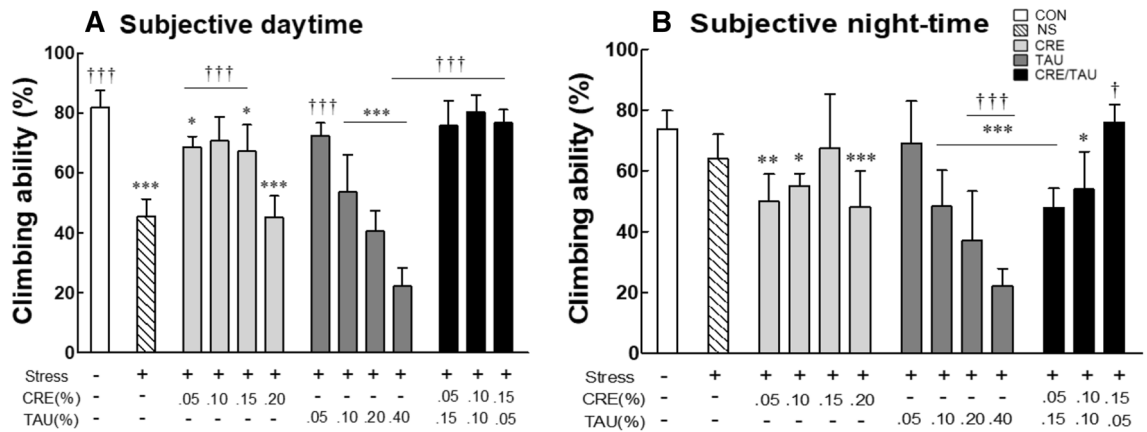 A Subjective daytime
Climbing ability (%)
100
80
60
40
20
0
†††
***
†††
*
*
***
†††
***
†††
Stress - + + + + + + + + + + + +
CRE(%) - - .05 .10 .15 .20 - - - - .05 .10 .15
TAU(%) - - - - - - .05 .10 .20 .40 .15 .10 .05
B Subjective night-time
CON
NS
CRE
TAU
CRE/TAU
Climbing ability (%)
100
80
60
40
20
0
**
*
***
†††
***
*
†
Stress - + + + + + + + + + + + +
CRE(%) - - .05 .10 .15 .20 - - - - .05 .10 .15
TAU(%) - - - - - - .05 .10 .20 .40 .15 .10 .05